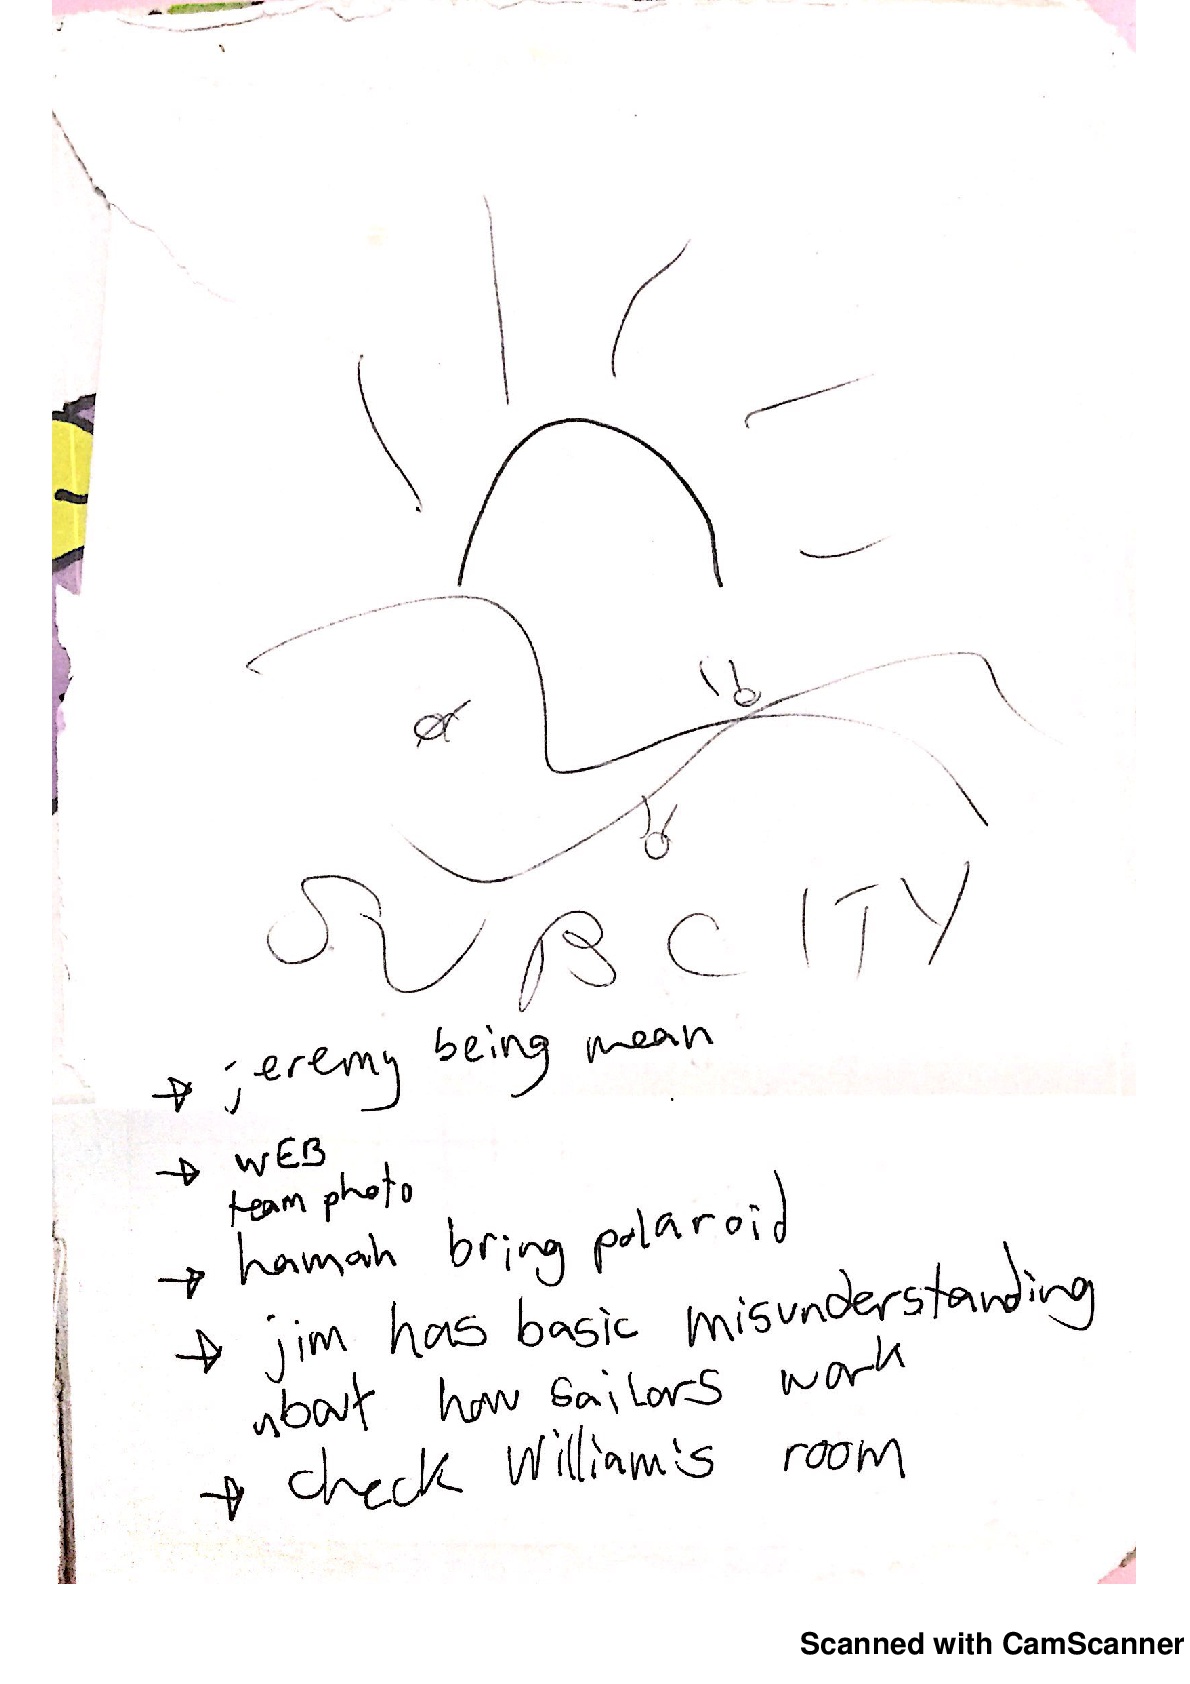 SUBCITY
→ jeremy being mean
→ WEB
team photo
→ hannah bring polaroid
→ jim has basic misunderstanding
about how sailors work
→ check William's room
Scanned with CamScanner